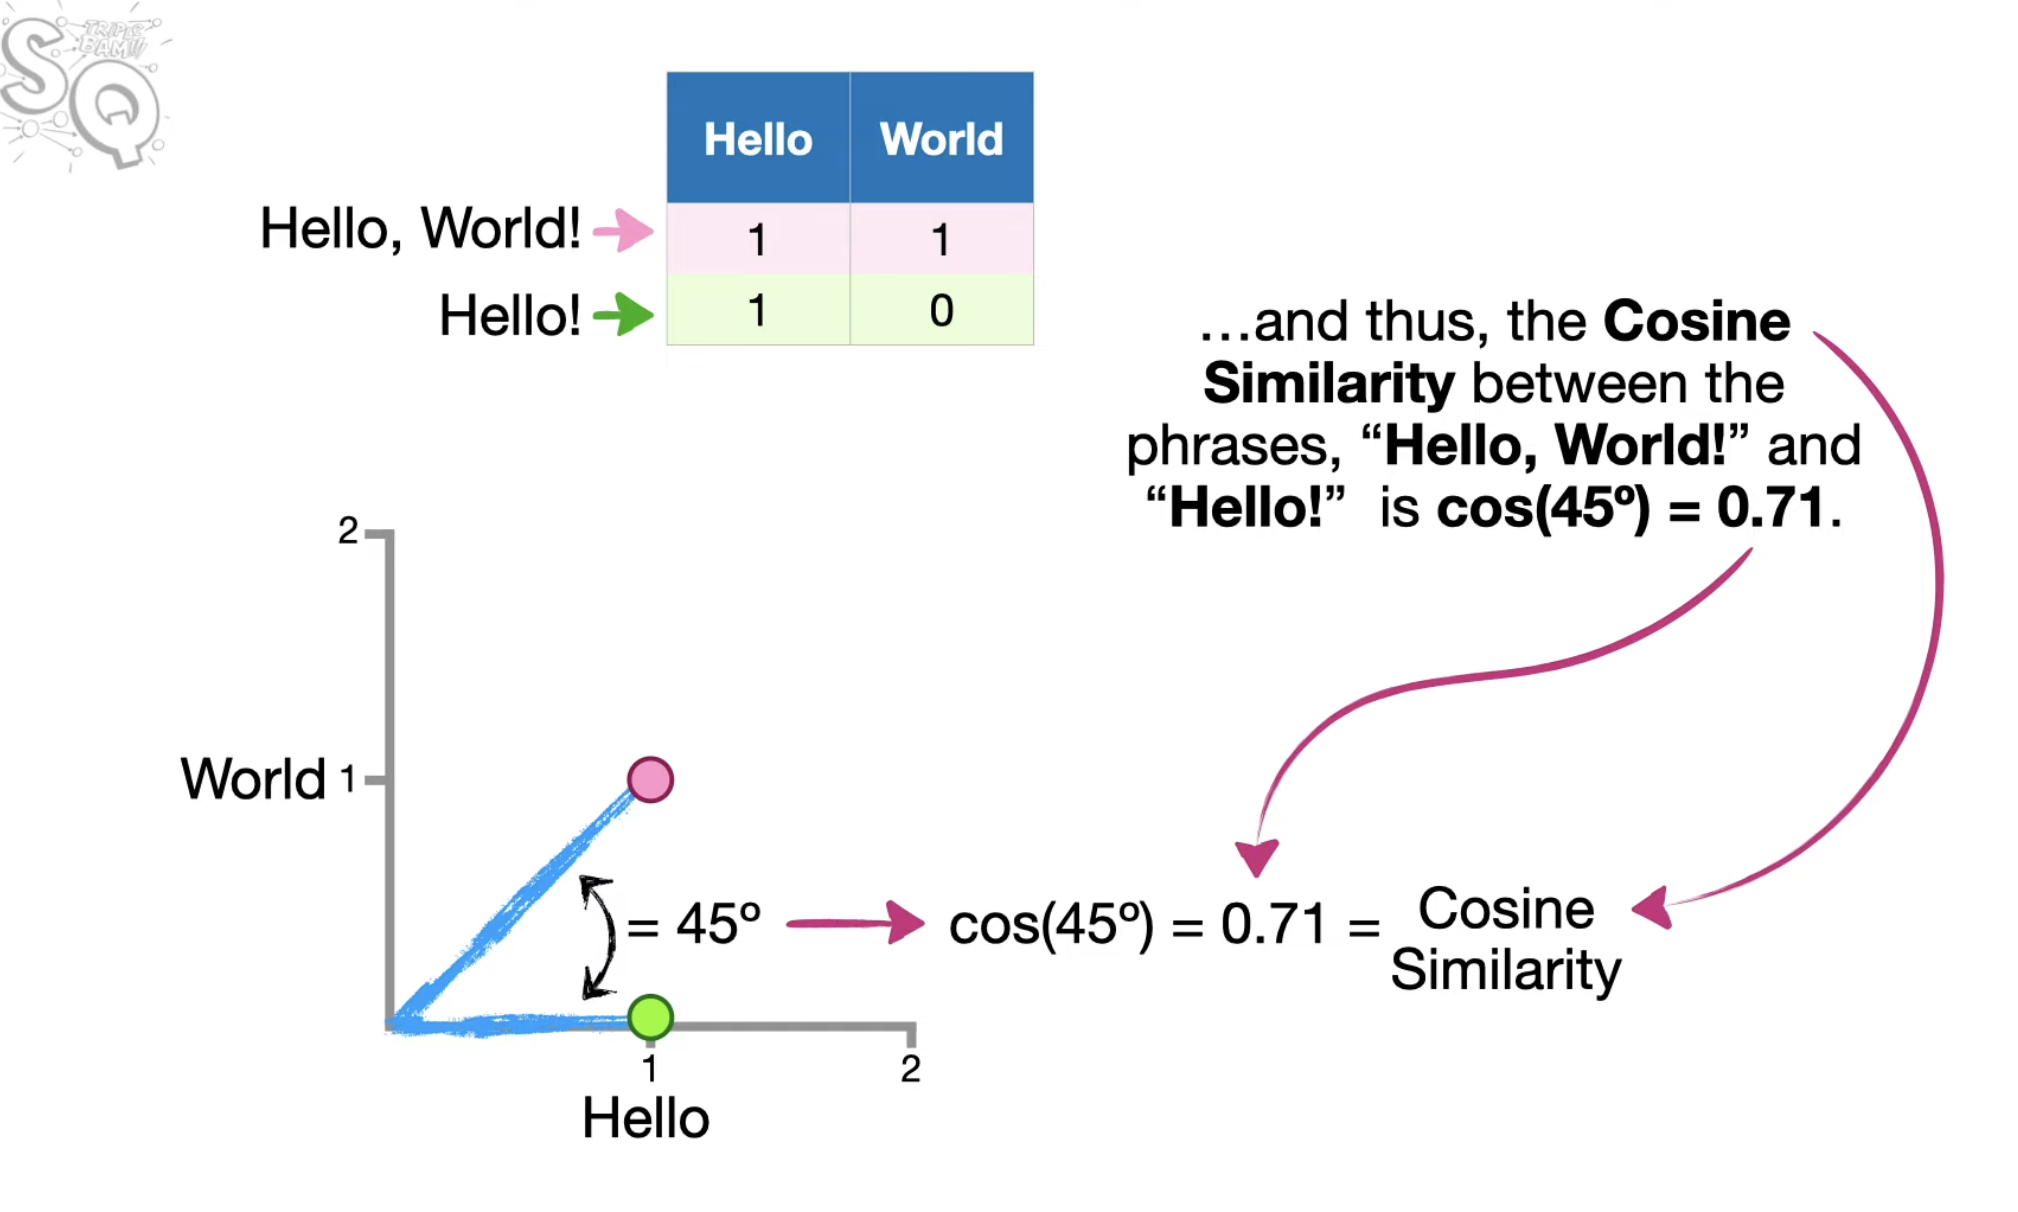 TRIPLE
BAM!!!
SQ
Hello World
Hello, World! 1 1
Hello! 1 0
...and thus, the Cosine
Similarity between the
phrases, “Hello, World!” and
“Hello!” is cos(45º) = 0.71.
2
World 1
= 45º cos(45º) = 0.71 = Cosine
Similarity
1 2
Hello